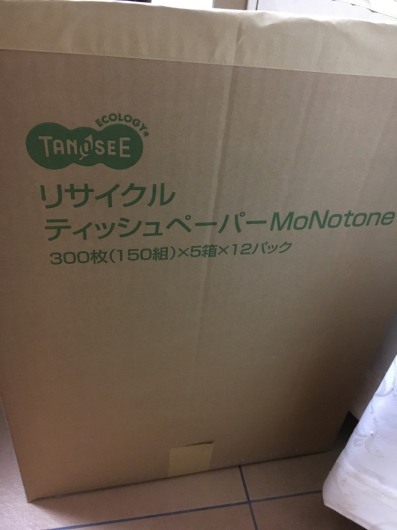 ECOLOGY
TANOSEE
リサイクル
ティッシュペーパーMoNotone
300枚(150組)×5箱×12パック